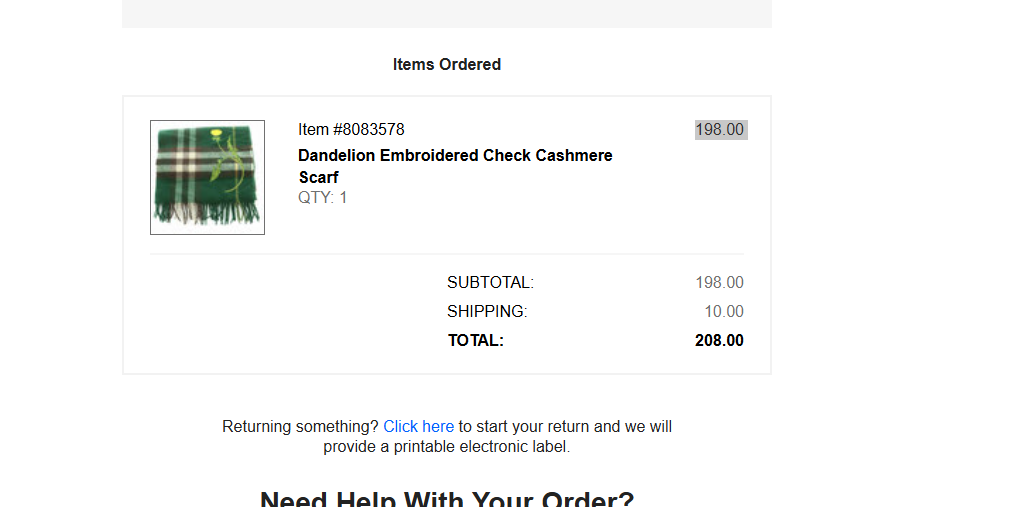 Items Ordered
Item #8083578
198.00
Dandelion Embroidered Check Cashmere
Scarf
QTY: 1
SUBTOTAL:
198.00
SHIPPING:
10.00
TOTAL:
208.00
Returning something? Click here to start your return and we will
provide a printable electronic label.
Need Help With Your Order?